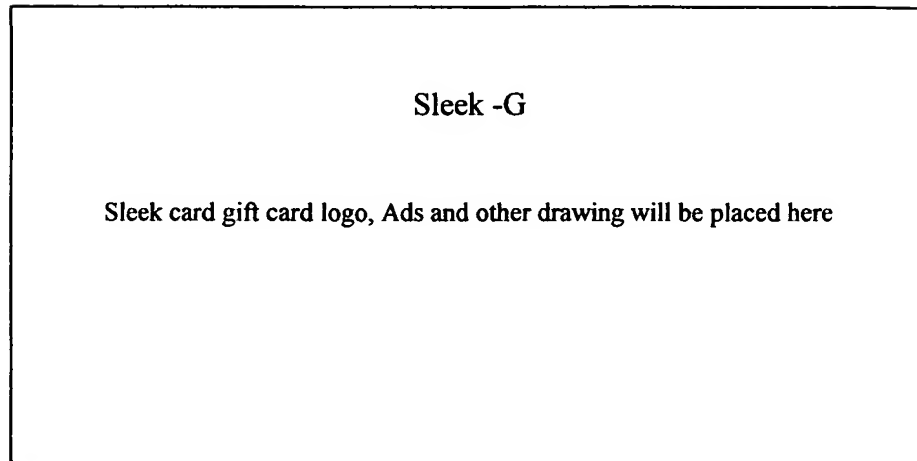 Sleek -G
Sleek card gift card logo, Ads and other drawing will be placed here